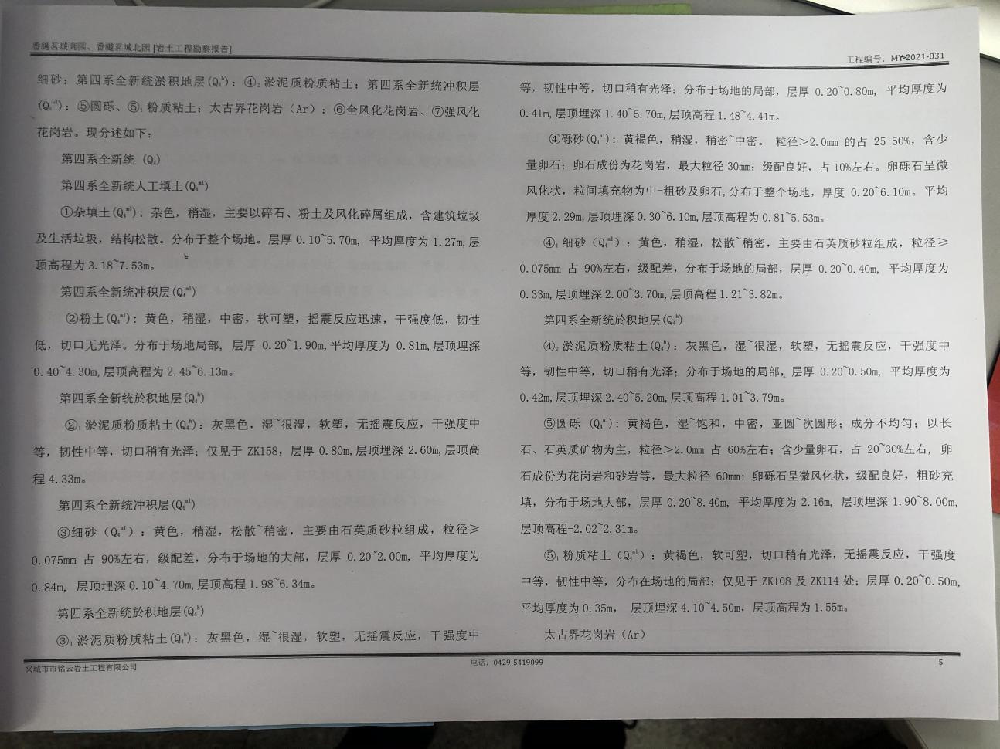 香樾茗城南园、香樾茗城北园[岩土工程勘察报告]
工程编号：MY-2021-031
细砂；第四系全新统淤积地层(Q₄ʰ)：④₂淤泥质粉质粘土；第四系全新统冲积层
(Q₄ᵃˡ)：⑤圆砾、⑤₁粉质粘土；太古界花岗岩（Ar）：⑥全风化花岗岩、⑦强风化
花岗岩。现分述如下：
第四系全新统 (Q₄)
第四系全新统人工填土(Q₄ᵐˡ)
①杂填土(Q₄ᵐˡ)：杂色，稍湿，主要以碎石、粉土及风化碎屑组成，含建筑垃圾
及生活垃圾，结构松散。分布于整个场地。层厚 0.10~5.70m, 平均厚度为 1.27m,层
顶高程为 3.18~7.53m。
第四系全新统冲积层(Q₄ᵃˡ)
②粉土(Q₄ᵃˡ)：黄色，稍湿，中密，软可塑，摇震反应迅速，干强度低，韧性
低，切口无光泽。分布于场地局部, 层厚 0.20~1.90m,平均厚度为 0.81m,层顶埋深
0.40~4.30m,层顶高程为 2.45~6.13m。
第四系全新统於积地层(Q₄ʰ)
②₁淤泥质粉质粘土(Q₄ʰ)：灰黑色，湿~很湿，软塑，无摇震反应，干强度中
等，韧性中等，切口稍有光泽；仅见于 ZK158，层厚 0.80m,层顶埋深 2.60m,层顶高
程 4.33m。
第四系全新统冲积层(Q₄ᵃˡ)
③细砂（Q₄ᵃˡ）：黄色，稍湿，松散~稍密，主要由石英质砂粒组成，粒径≥
0.075mm 占 90%左右，级配差，分布于场地的大部，层厚 0.20~2.00m, 平均厚度为
0.84m, 层顶埋深 0.10~4.70m,层顶高程 1.98~6.34m。
第四系全新统於积地层(Q₄ʰ)
③₁淤泥质粉质粘土(Q₄ʰ)：灰黑色，湿~很湿，软塑，无摇震反应，干强度中
等，韧性中等，切口稍有光泽；分布于场地的局部，层厚 0.20~0.80m, 平均厚度为
0.41m,层顶埋深 1.40~5.70m,层顶高程 1.48~4.41m。
④砾砂(Q₄ᵃˡ)：黄褐色，稍湿，稍密~中密。 粒径＞2.0mm 的占 25-50%，含少
量卵石；卵石成份为花岗岩，最大粒径 30mm；级配良好，占 10%左右。卵砾石呈微
风化状，粒间填充物为中-粗砂及卵石,分布于整个场地，厚度 0.20~6.10m。平均
厚度 2.29m,层顶埋深 0.30~6.10m,层顶高程为 0.81~5.53m。
④₁细砂（Q₄ᵃˡ）：黄色，稍湿，松散~稍密，主要由石英质砂粒组成，粒径≥
0.075mm 占 90%左右，级配差，分布于场地的局部，层厚 0.20~0.40m, 平均厚度为
0.33m,层顶埋深 2.00~3.70m,层顶高程 1.21~3.82m。
第四系全新统於积地层(Q₄ʰ)
④₂淤泥质粉质粘土(Q₄ʰ)：灰黑色，湿~很湿，软塑，无摇震反应，干强度中
等，韧性中等，切口稍有光泽；分布于场地的局部，层厚 0.20~0.50m, 平均厚度为
0.42m,层顶埋深 2.40~5.20m,层顶高程 1.01~3.79m。
⑤圆砾（Q₄ᵃˡ)：黄褐色，湿~饱和，中密，亚圆~次圆形；成分不均匀；以长
石、石英质矿物为主，粒径＞2.0mm 占 60%左右；含少量卵石，占 20~30%左右, 卵
石成份为花岗岩和砂岩等，最大粒径 60mm；卵砾石呈微风化状，级配良好，粗砂充
填，分布于场地大部，层厚 0.20~8.40m, 平均厚度为 2.16m, 层顶埋深 1.90~8.00m,
层顶高程-2.02~2.31m。
⑤₁粉质粘土（Q₄ᵃˡ）：黄褐色，软可塑，切口稍有光泽，无摇震反应，干强度
中等，韧性中等，分布在场地的局部；仅见于 ZK108 及 ZK114 处；层厚 0.20~0.50m,
平均厚度为 0.35m， 层顶埋深 4.10~4.50m，层顶高程为 1.55m。
太古界花岗岩（Ar）
兴城市市铭云岩土工程有限公司
电话：0429-5419099
5